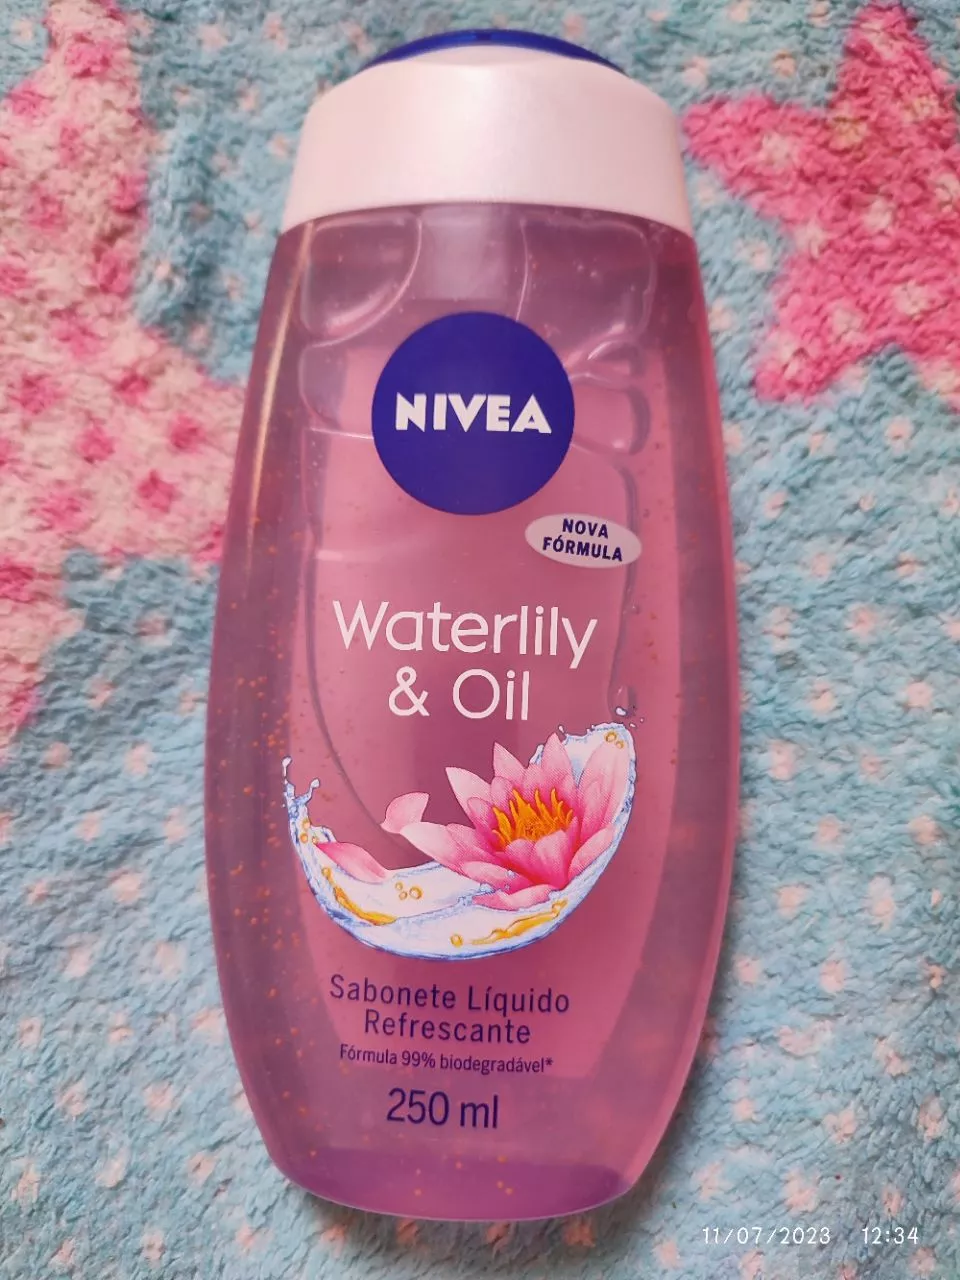 NIVEA
NOVA
FÓRMULA
Waterlily
& Oil
Sabonete Líquido
Refrescante
Fórmula 99% biodegradável*
250 ml
11/07/2023 12:34